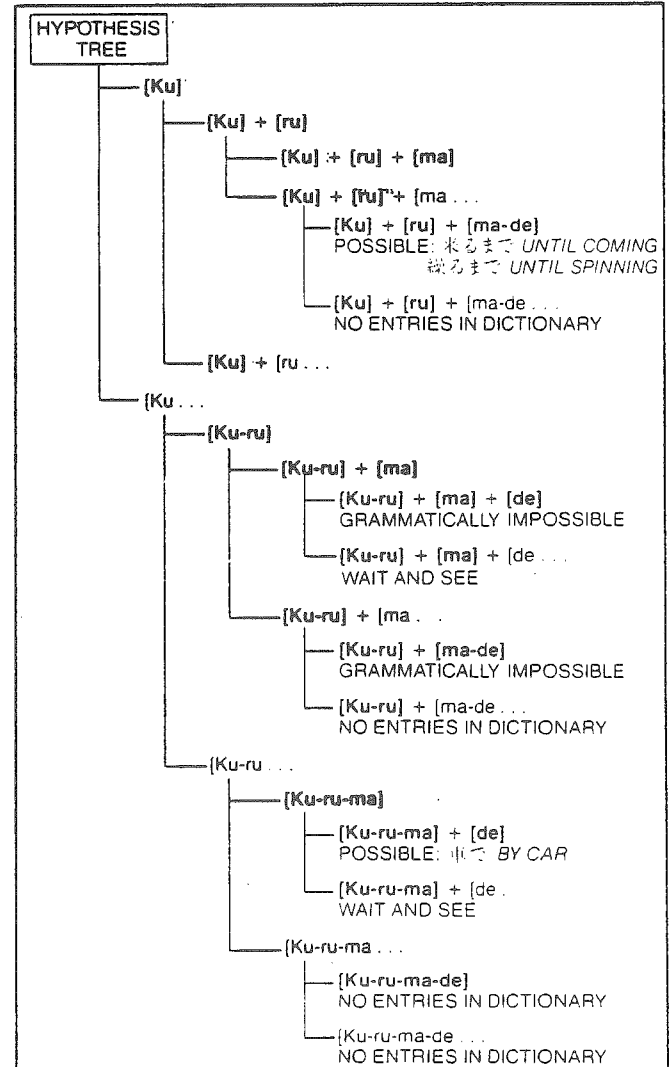 HYPOTHESIS
TREE
[Ku]
[Ku] + [ru]
[Ku] + [ru] + [ma]
[Ku] + [ru] + [ma . . .
[Ku] + [ru] + [ma-de]
POSSIBLE: 来るまで UNTIL COMING
繰るまで UNTIL SPINNING
[Ku] + [ru] + [ma-de . . .
NO ENTRIES IN DICTIONARY
[Ku] + [ru . . .
[Ku . . .
[Ku-ru]
[Ku-ru] + [ma]
[Ku-ru] + [ma] + [de]
GRAMMATICALLY IMPOSSIBLE
[Ku-ru] + [ma] + [de . . .
WAIT AND SEE
[Ku-ru] + [ma . .
[Ku-ru] + [ma-de]
GRAMMATICALLY IMPOSSIBLE
[Ku-ru] + [ma-de . . .
NO ENTRIES IN DICTIONARY
[Ku-ru . . .
[Ku-ru-ma]
[Ku-ru-ma] + [de]
POSSIBLE: 車で BY CAR
[Ku-ru-ma] + [de .
WAIT AND SEE
[Ku-ru-ma . . .
[Ku-ru-ma-de]
NO ENTRIES IN DICTIONARY
[Ku-ru-ma-de . . .
NO ENTRIES IN DICTIONARY